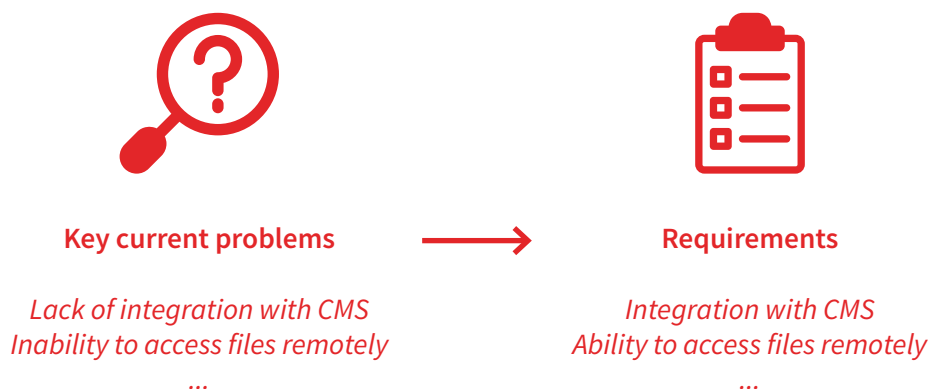 ?
Key current problems
Lack of integration with CMS
Inability to access files remotely
...
Requirements
Integration with CMS
Ability to access files remotely
...